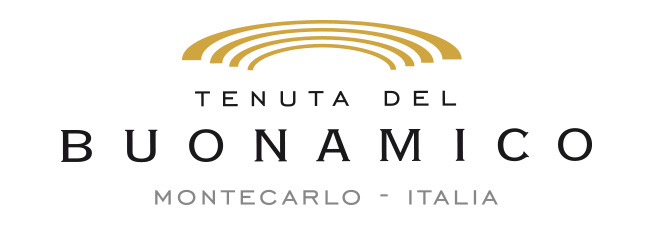 TENUTA DEL
BUONAMICO
MONTECARLO - ITALIA